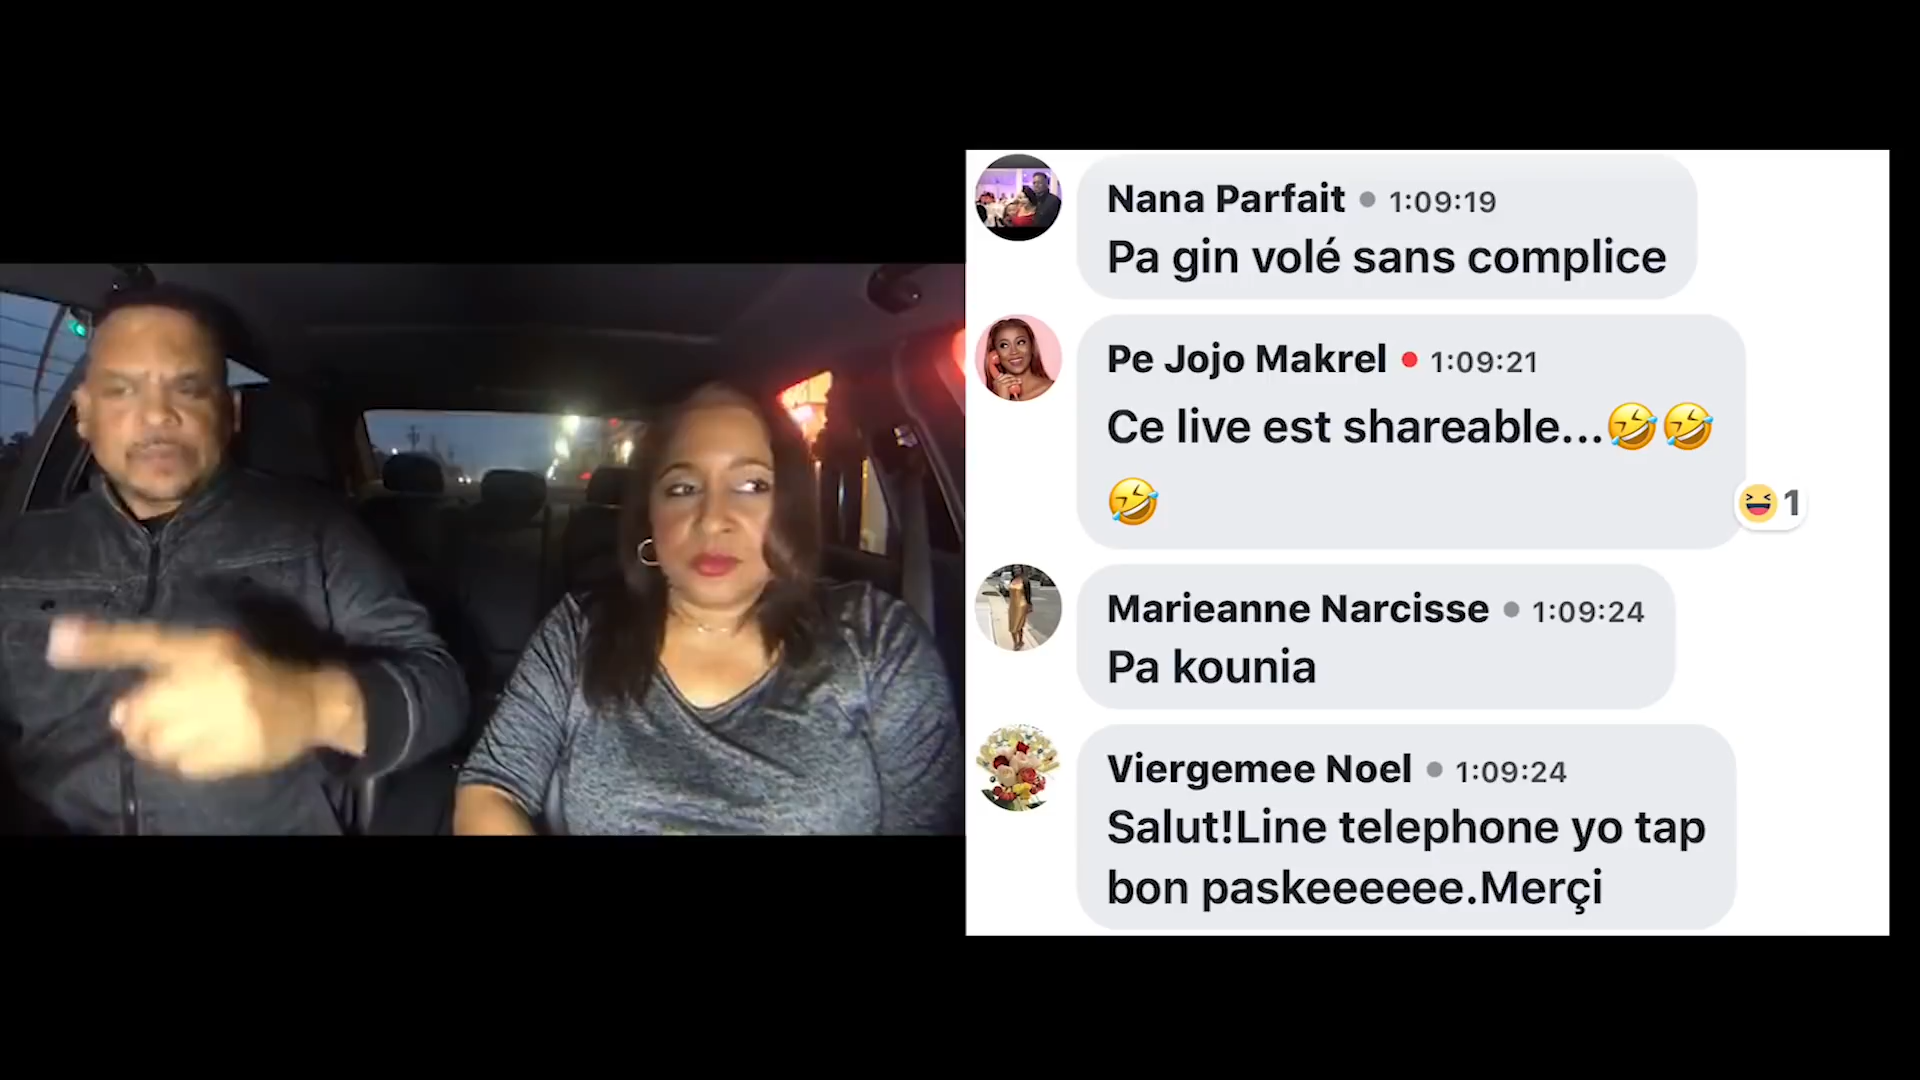 Nana Parfait • 1:09:19
Pa gin volé sans complice
Pe Jojo Makrel • 1:09:21
Ce live est shareable...🤣🤣
🤣
1
Marieanne Narcisse • 1:09:24
Pa kounia
Viergemee Noel • 1:09:24
Salut!Line telephone yo tap
bon paskeeeeee.Merçi